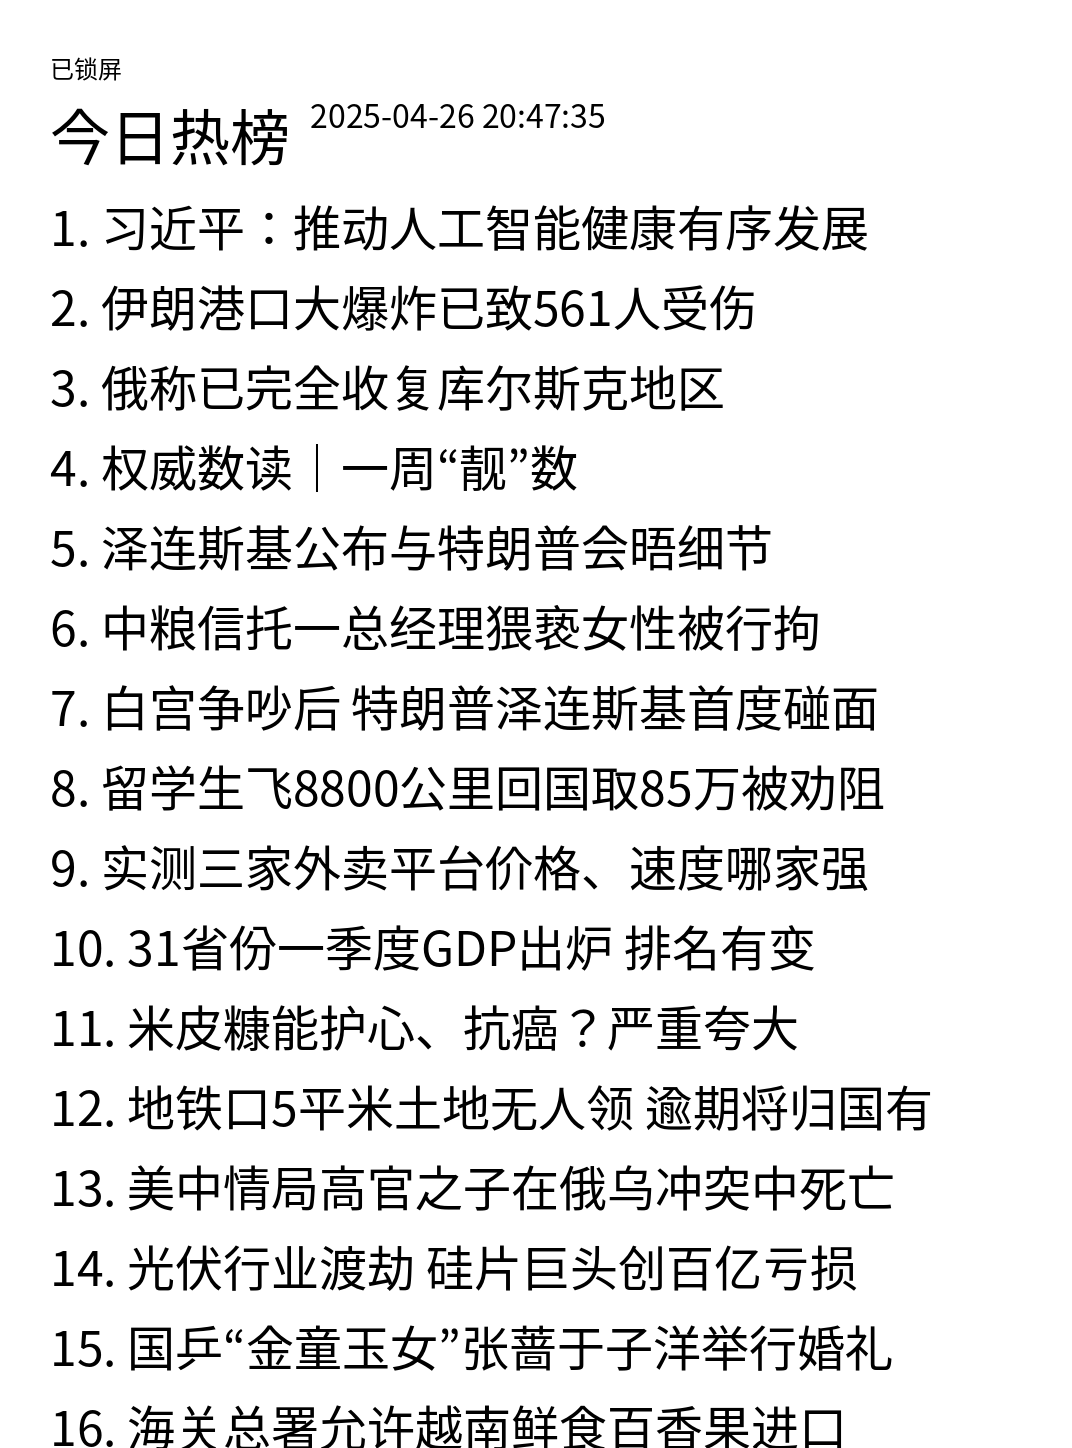 已锁屏
今日热榜 2025-04-26 20:47:35
1. 习近平：推动人工智能健康有序发展
2. 伊朗港口大爆炸已致561人受伤
3. 俄称已完全收复库尔斯克地区
4. 权威数读｜一周“靓”数
5. 泽连斯基公布与特朗普会晤细节
6. 中粮信托一总经理猥亵女性被行拘
7. 白宫争吵后 特朗普泽连斯基首度碰面
8. 留学生飞8800公里回国取85万被劝阻
9. 实测三家外卖平台价格、速度哪家强
10. 31省份一季度GDP出炉 排名有变
11. 米皮糠能护心、抗癌？严重夸大
12. 地铁口5平米土地无人领 逾期将归国有
13. 美中情局高官之子在俄乌冲突中死亡
14. 光伏行业渡劫 硅片巨头创百亿亏损
15. 国乒“金童玉女”张蔷于子洋举行婚礼
16. 海关总署允许越南鲜食百香果进口